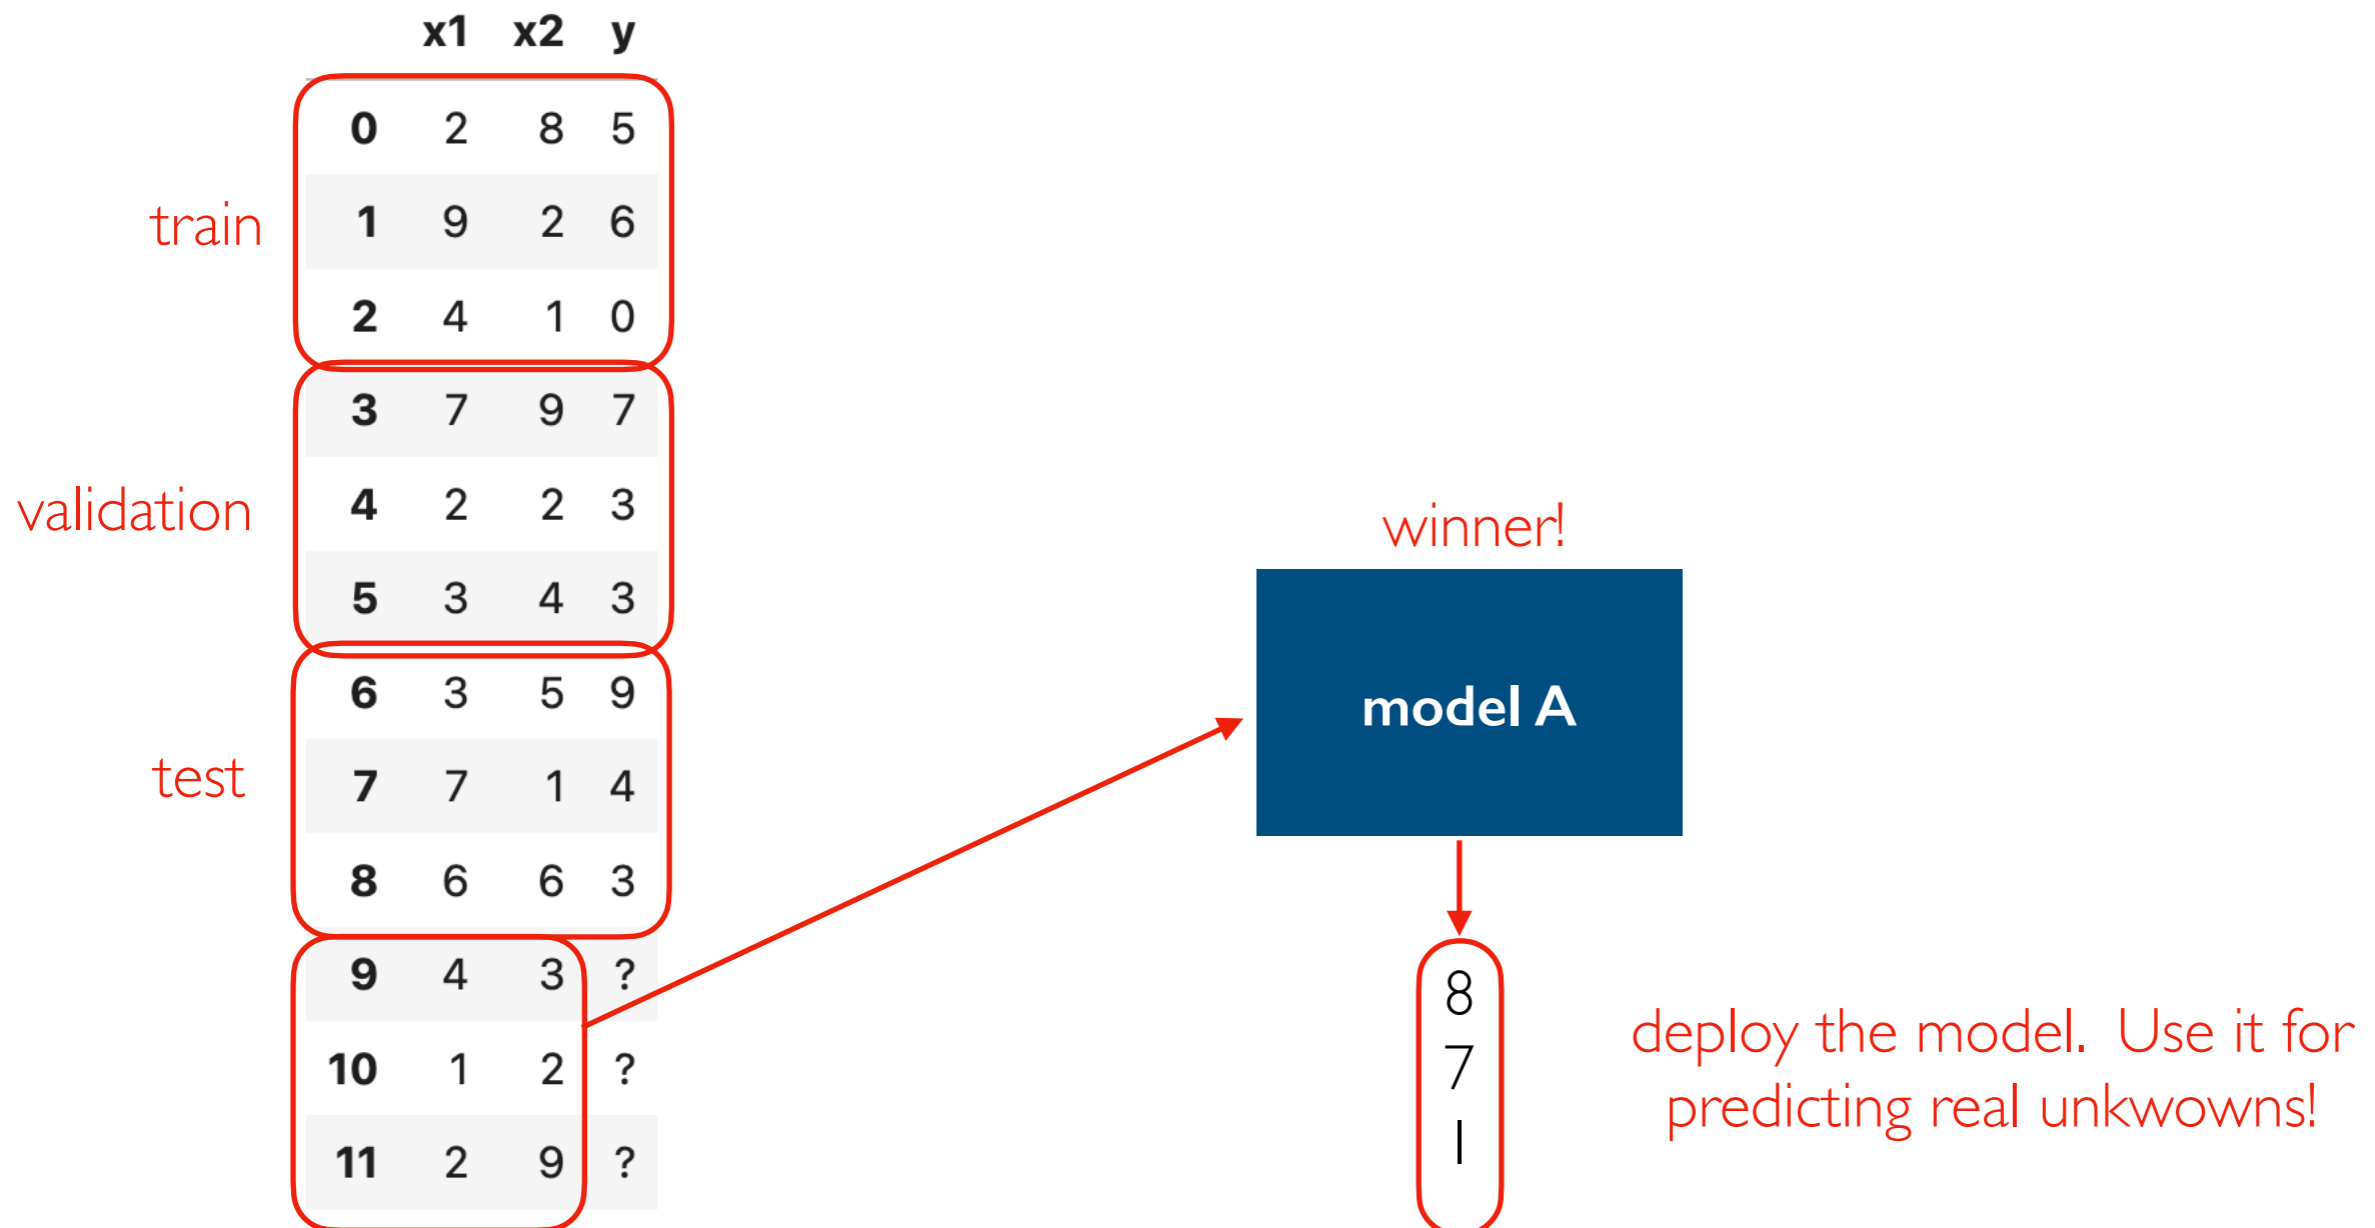 x1 x2 y
0 2 8 5
train
1 9 2 6
2 4 1 0
3 7 9 7
validation
4 2 2 3
5 3 4 3
6 3 5 9
test
7 7 1 4
8 6 6 3
9 4 3 ?
10 1 2 ?
11 2 9 ?
winner!
model A
8
7
1
deploy the model. Use it for
predicting real unkwowns!